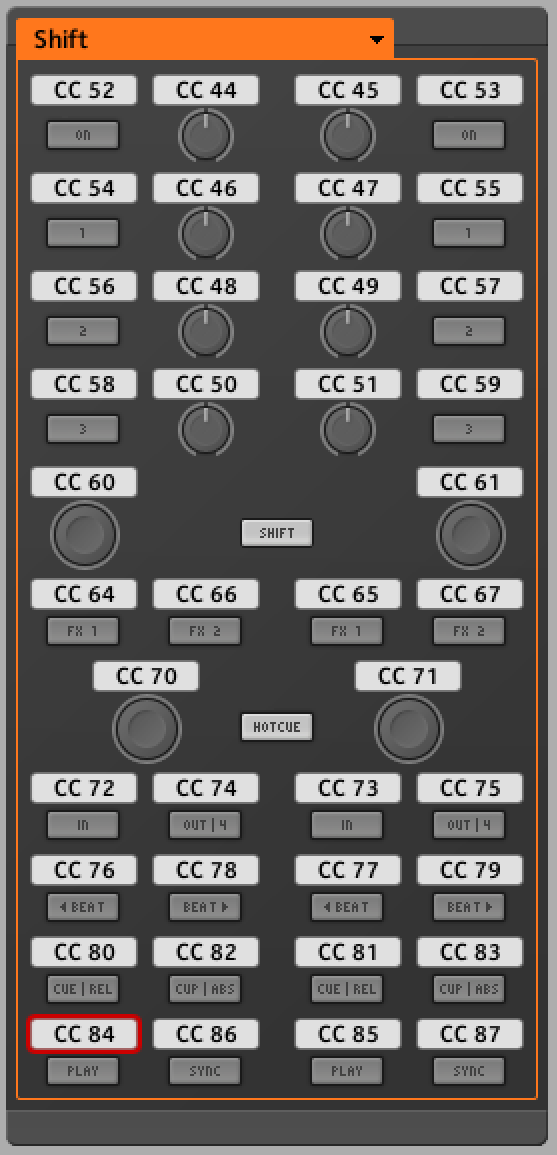 Shift
CC 52 CC 44 CC 45 CC 53
ON ON
CC 54 CC 46 CC 47 CC 55
1 1
CC 56 CC 48 CC 49 CC 57
2 2
CC 58 CC 50 CC 51 CC 59
3 3
CC 60 CC 61
SHIFT
CC 64 CC 66 CC 65 CC 67
FX 1 FX 2 FX 1 FX 2
CC 70 CC 71
HOTCUE
CC 72 CC 74 CC 73 CC 75
IN OUT | 4 IN OUT | 4
CC 76 CC 78 CC 77 CC 79
◀ BEAT BEAT ▶ ◀ BEAT BEAT ▶
CC 80 CC 82 CC 81 CC 83
CUE | REL CUP | ABS CUE | REL CUP | ABS
CC 84 CC 86 CC 85 CC 87
PLAY SYNC PLAY SYNC